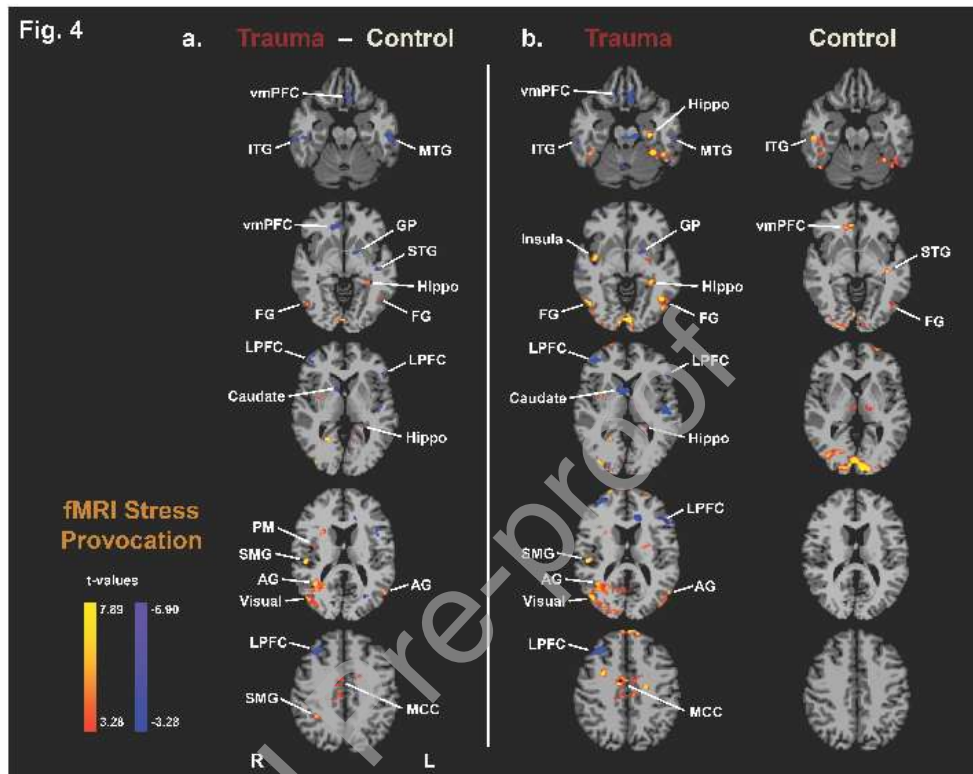 Fig. 4
a. Trauma – Control
b. Trauma
Control
vmPFC
ITG
MTG
vmPFC
GP
STG
Hippo
FG
FG
LPFC
LPFC
Caudate
Hippo
PM
SMG
AG
Visual
AG
LPFC
SMG
MCC
R
L
vmPFC
Hippo
ITG
MTG
Insula
GP
Hippo
FG
FG
LPFC
LPFC
Caudate
Hippo
LPFC
SMG
AG
Visual
AG
LPFC
MCC
ITG
vmPFC
STG
FG
fMRI Stress
Provocation
t-values
7.89
-6.90
3.28
-3.28
l Pre-proof